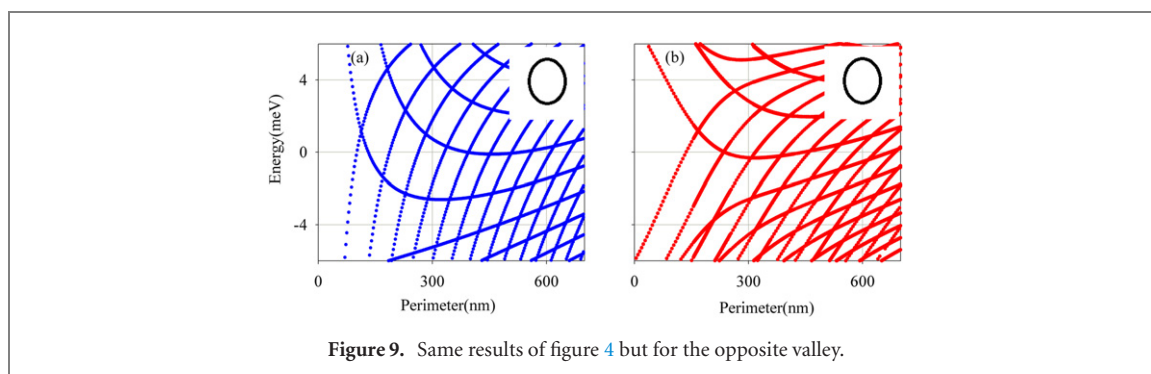 (a)
(b)
Energy(meV)
4
0
-4
0
300
600
Perimeter(nm)
0
300
600
Perimeter(nm)
Figure 9. Same results of figure 4 but for the opposite valley.